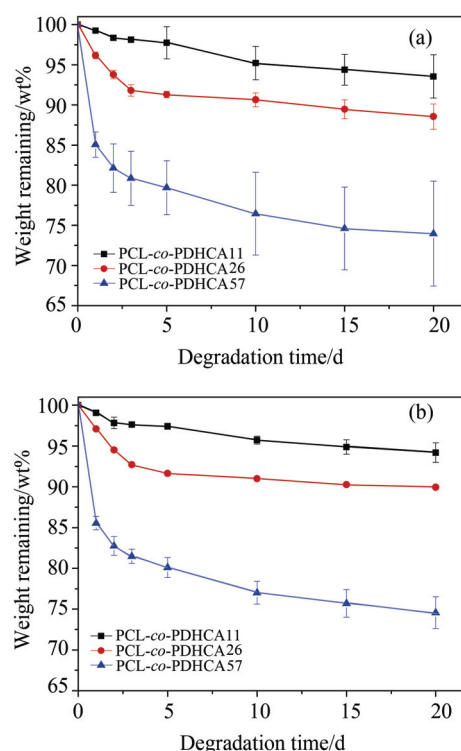 100
95
90
85
80
75
70
65
Weight remaining/wt%
(a)
PCL-co-PDHCA11
PCL-co-PDHCA26
PCL-co-PDHCA57
0 5 10 15 20
Degradation time/d
100
95
90
85
80
75
70
65
Weight remaining/wt%
(b)
PCL-co-PDHCA11
PCL-co-PDHCA26
PCL-co-PDHCA57
0 5 10 15 20
Degradation time/d